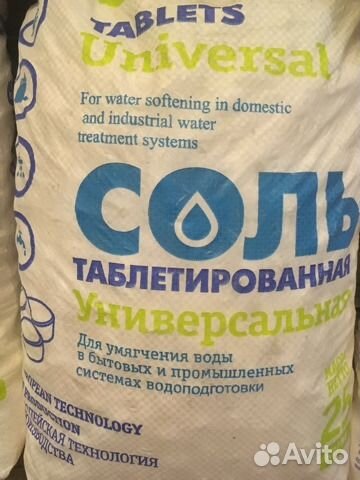 TABLETS
Universal
For water softening in domestic
and industrial water
treatment systems
СОЛЬ
ТАБЛЕТИРОВАННАЯ
Универсальная
Для умягчения воды
в бытовых и промышленных
системах водоподготовки
TECHNOLOGY
ТЕХНОЛОГИЯ
Avito